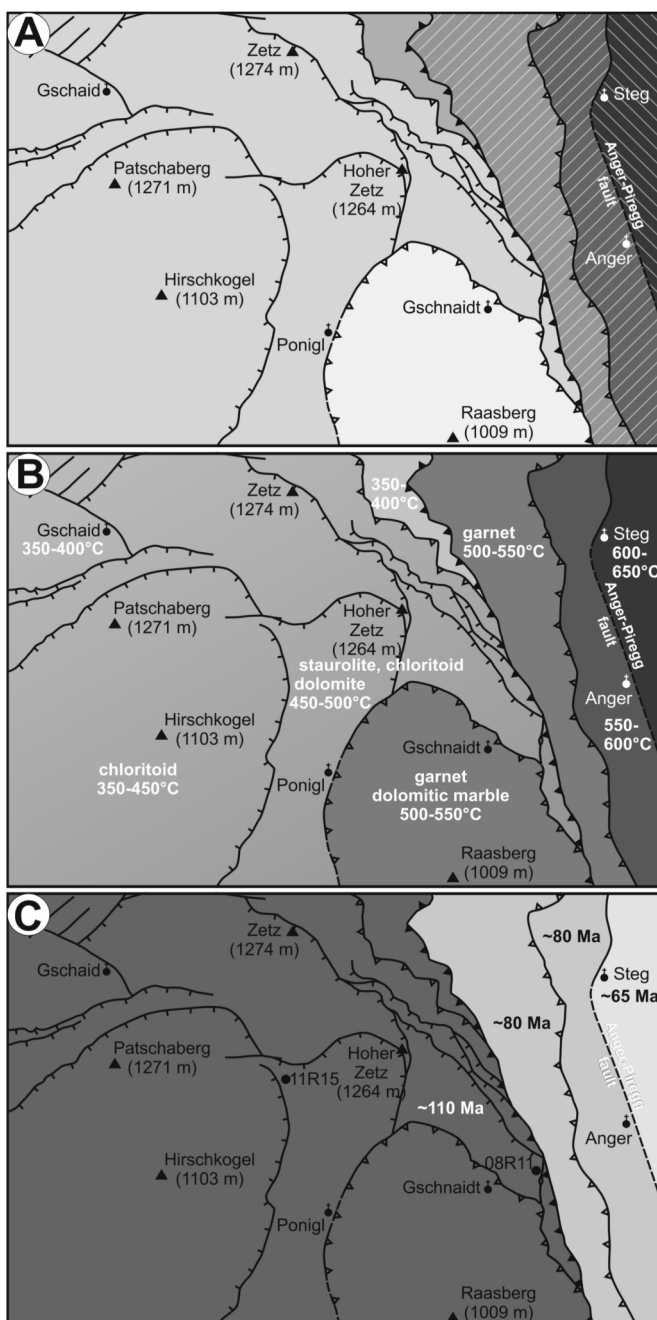 A
Zetz
(1274 m)
Gschaid
Steg
Patschaberg
(1271 m)
Hoher
Zetz
(1264 m)
Anger-Piregg
fault
Anger
Hirschkogel
(1103 m)
Gschnaidt
Ponigl
Raasberg
(1009 m)
B
Zetz
(1274 m)
350-
400°C
Gschaid
350-400°C
garnet
500-550°C
Steg
600-
650°C
Patschaberg
(1271 m)
Hoher
Zetz
(1264 m)
Anger-Piregg
fault
staurolite, chloritoid
dolomite
450-500°C
Anger
550-
600°C
Hirschkogel
(1103 m)
chloritoid
350-450°C
Gschnaidt
Ponigl
garnet
dolomitic marble
500-550°C
Raasberg
(1009 m)
C
Zetz
(1274 m)
~80 Ma
Gschaid
Steg
~65 Ma
~80 Ma
Patschaberg
(1271 m)
11R15
Hoher
Zetz
(1264 m)
Anger-Piregg
fault
~110 Ma
Anger
Hirschkogel
(1103 m)
08R11
Gschnaidt
Ponigl
Raasberg
(1009 m)